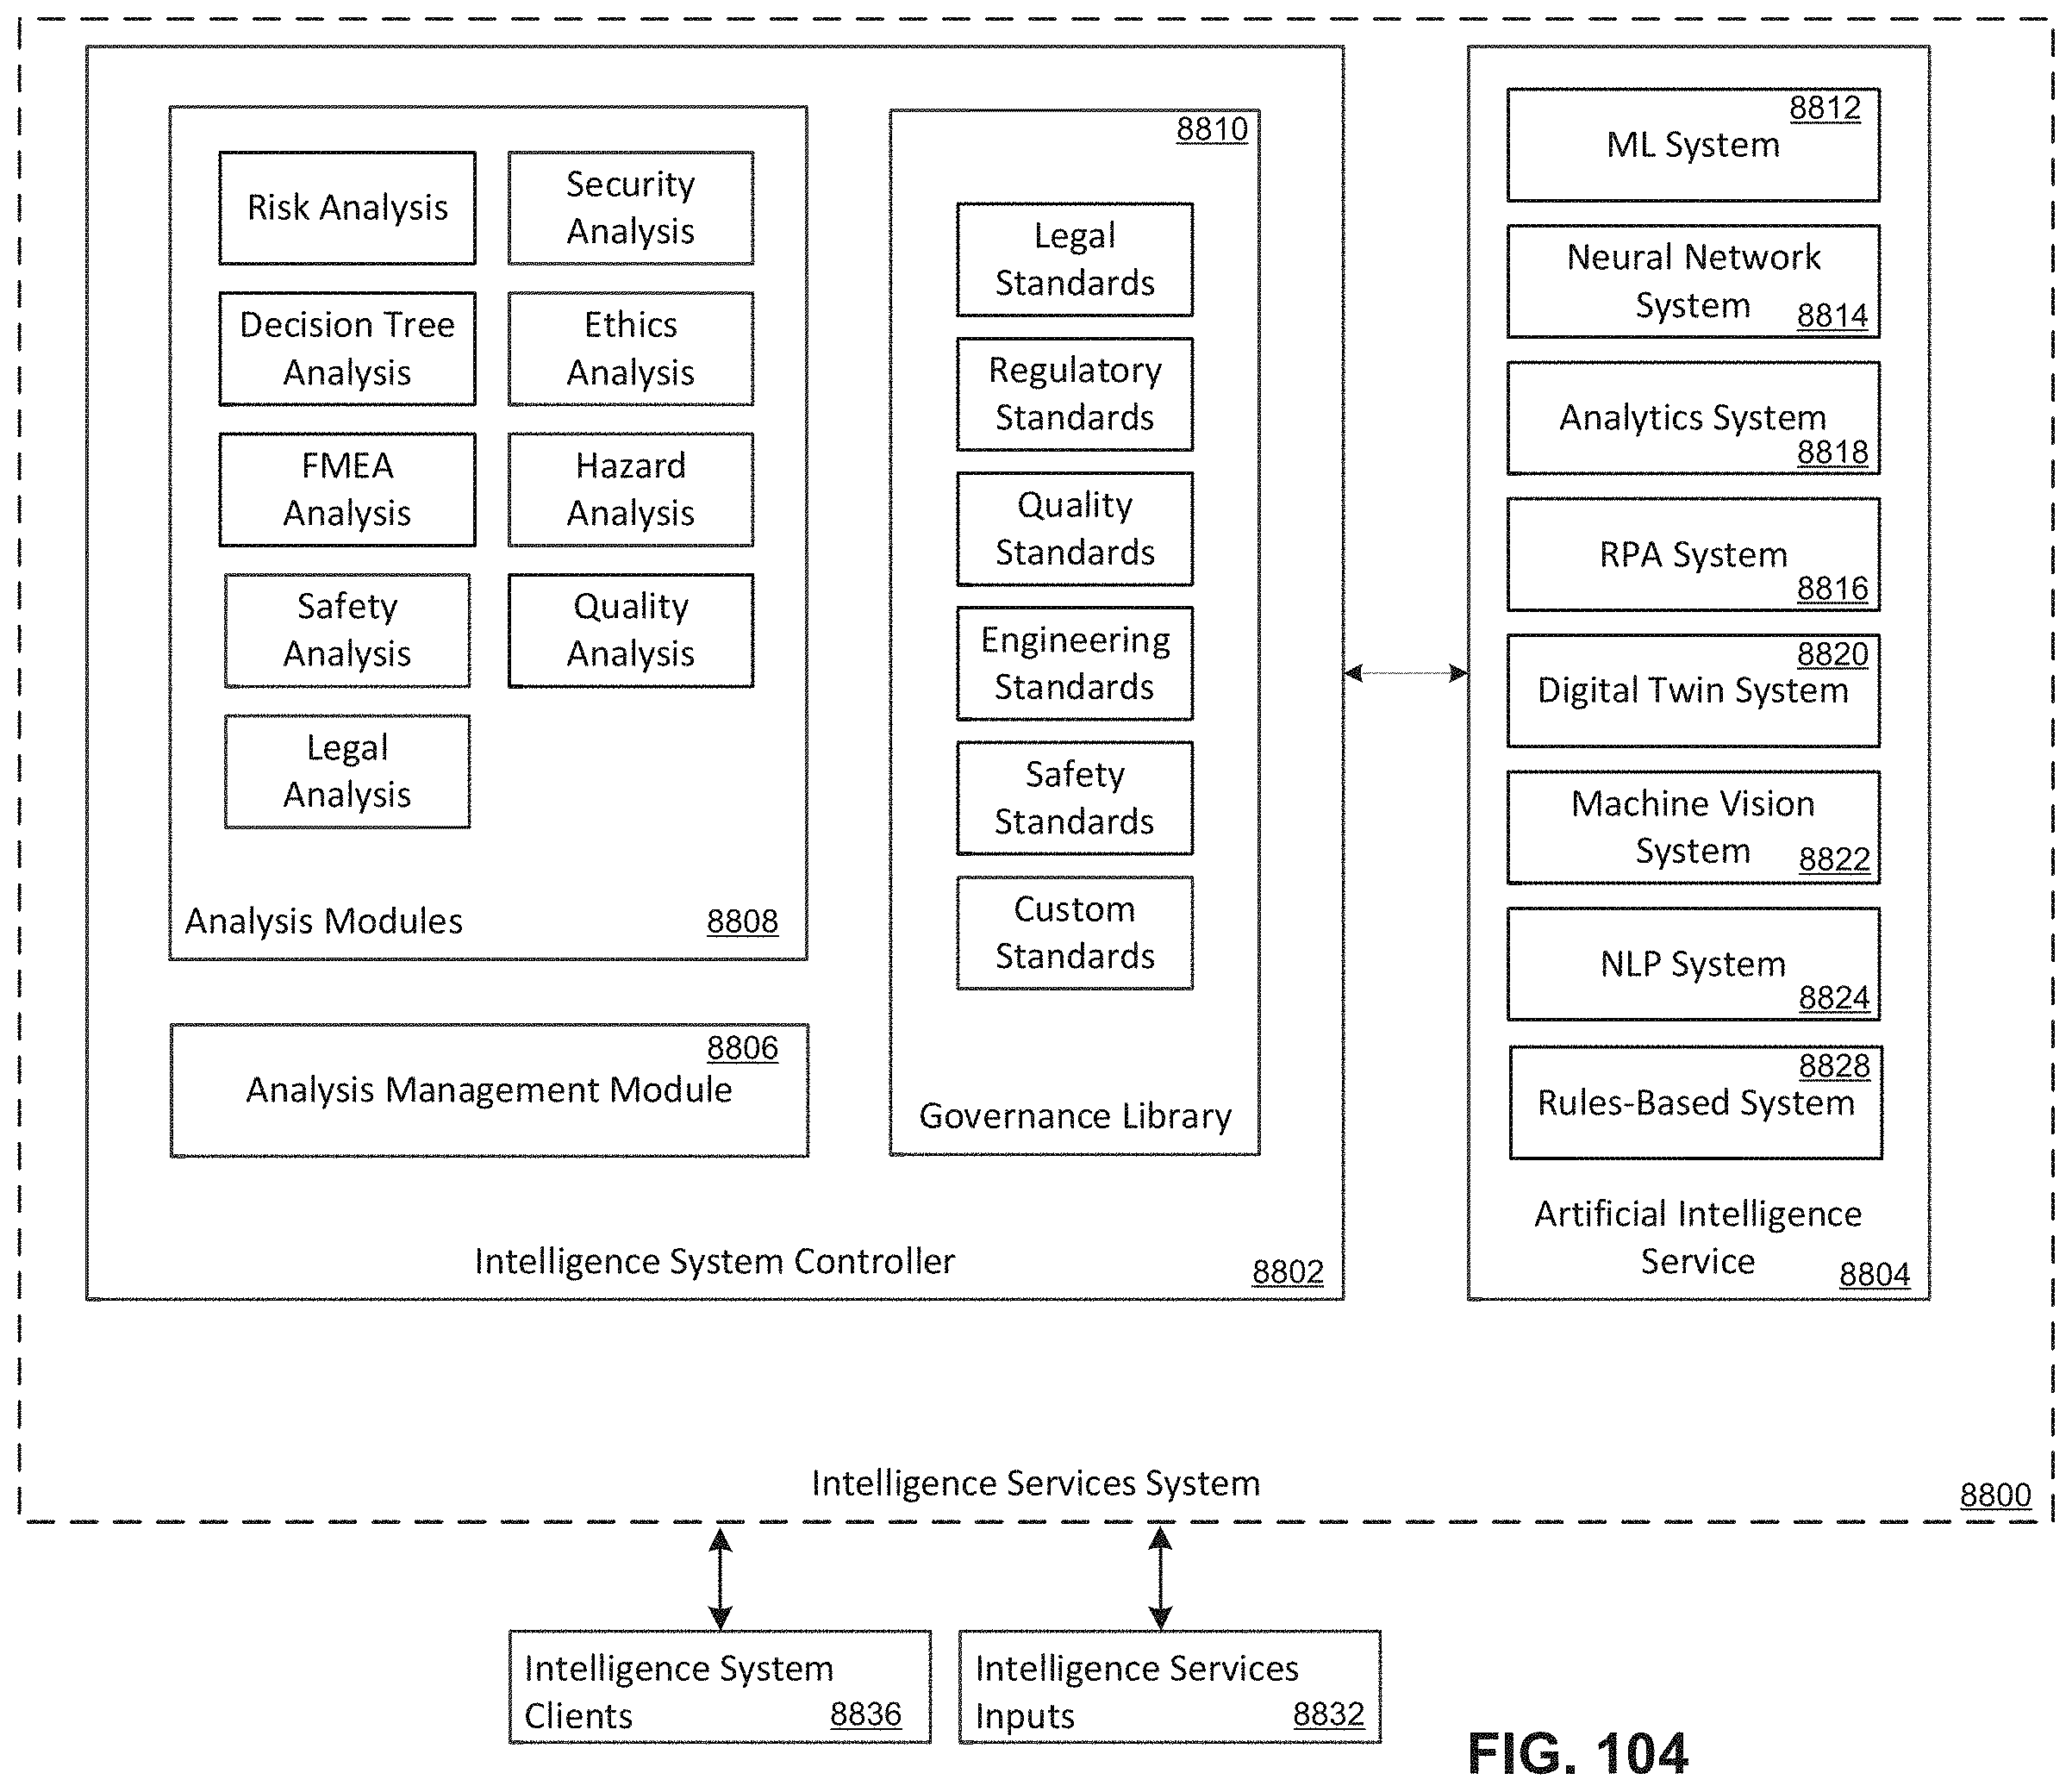 Risk Analysis
Security
Analysis
Decision Tree
Analysis
Ethics
Analysis
FMEA
Analysis
Hazard
Analysis
Safety
Analysis
Quality
Analysis
Legal
Analysis
Analysis Modules 8808
8806
Analysis Management Module
8810
Legal
Standards
Regulatory
Standards
Quality
Standards
Engineering
Standards
Safety
Standards
Custom
Standards
Governance Library
Intelligence System Controller 8802
8812
ML System
Neural Network
System 8814
Analytics System
8818
RPA System
8816
8820
Digital Twin System
Machine Vision
System 8822
NLP System
8824
8828
Rules-Based System
Artificial Intelligence
Service 8804
Intelligence Services System 8800
Intelligence System
Clients 8836
Intelligence Services
Inputs 8832
FIG. 104